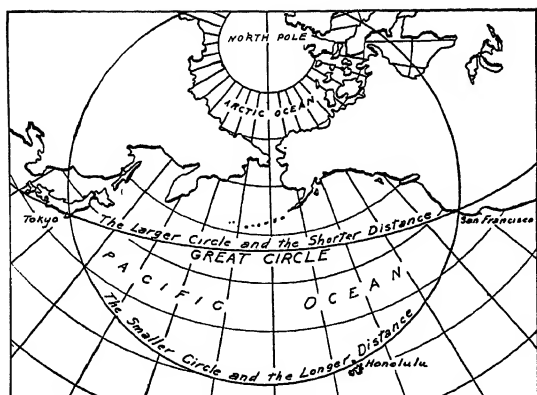 NORTH POLE
ARCTIC OCEAN
Tokyo
San Francisco
The Larger Circle and the Shorter Distance
GREAT CIRCLE
PACIFIC OCEAN
The Smaller Circle and the Longer Distance
Honolulu